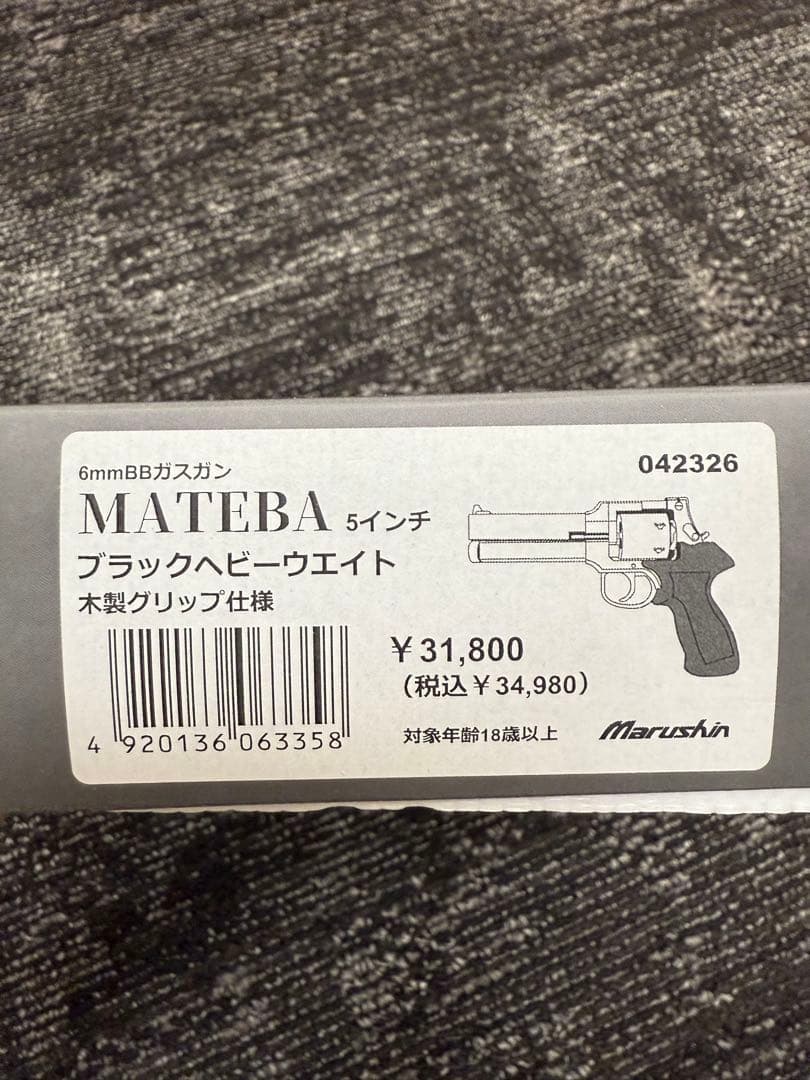 6mmBBガスガン
042326
MATEBA 5インチ
ブラックヘビーウエイト
木製グリップ仕様
￥31,800
(税込￥34,980)
対象年齢18歳以上
Marushin
4 920136 063358